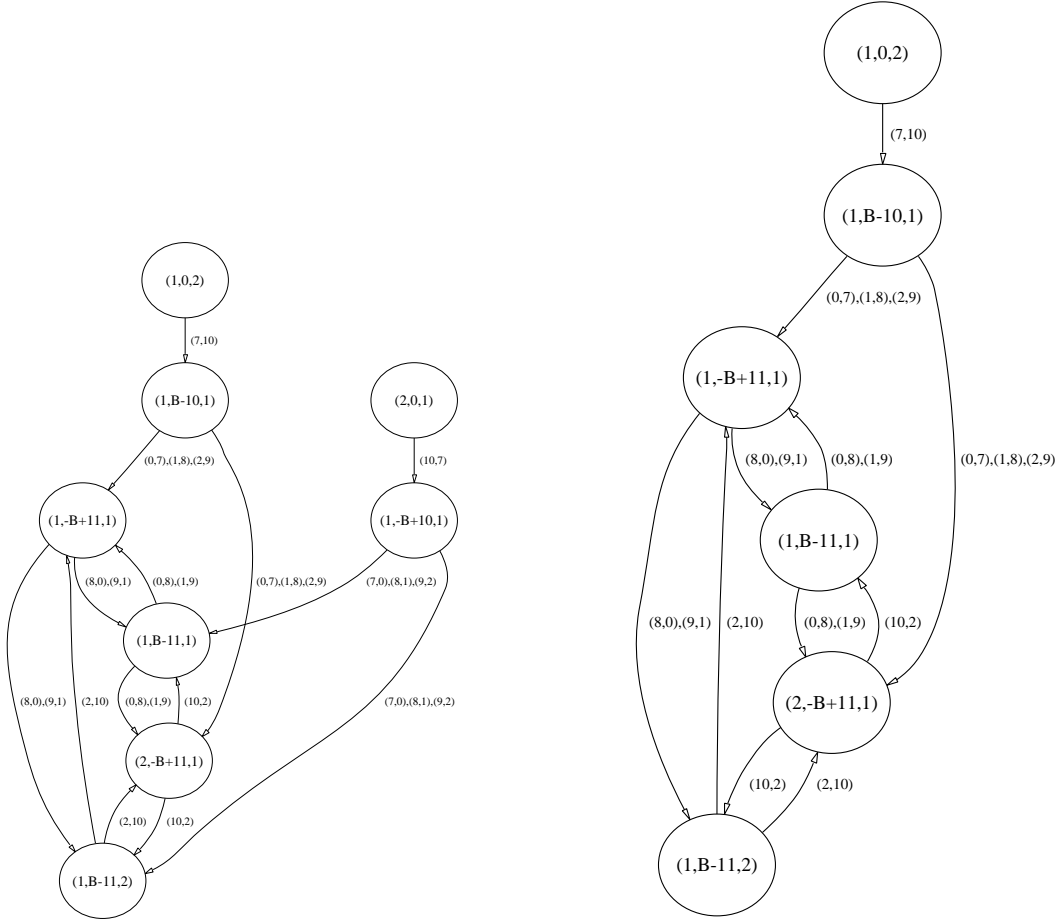 (1,0,2)
(7,10)
(1,B-10,1)
(2,0,1)
(0,7),(1,8),(2,9)
(10,7)
(1,-B+11,1)
(1,-B+10,1)
(8,0),(9,1)
(0,8),(1,9)
(0,7),(1,8),(2,9)
(7,0),(8,1),(9,2)
(1,B-11,1)
(8,0),(9,1)
(2,10)
(0,8),(1,9)
(10,2)
(7,0),(8,1),(9,2)
(2,-B+11,1)
(2,10)
(10,2)
(1,B-11,2)
(1,0,2)
(7,10)
(1,B-10,1)
(0,7),(1,8),(2,9)
(1,-B+11,1)
(8,0),(9,1)
(0,8),(1,9)
(0,7),(1,8),(2,9)
(1,B-11,1)
(8,0),(9,1)
(2,10)
(0,8),(1,9)
(10,2)
(2,-B+11,1)
(10,2)
(2,10)
(1,B-11,2)